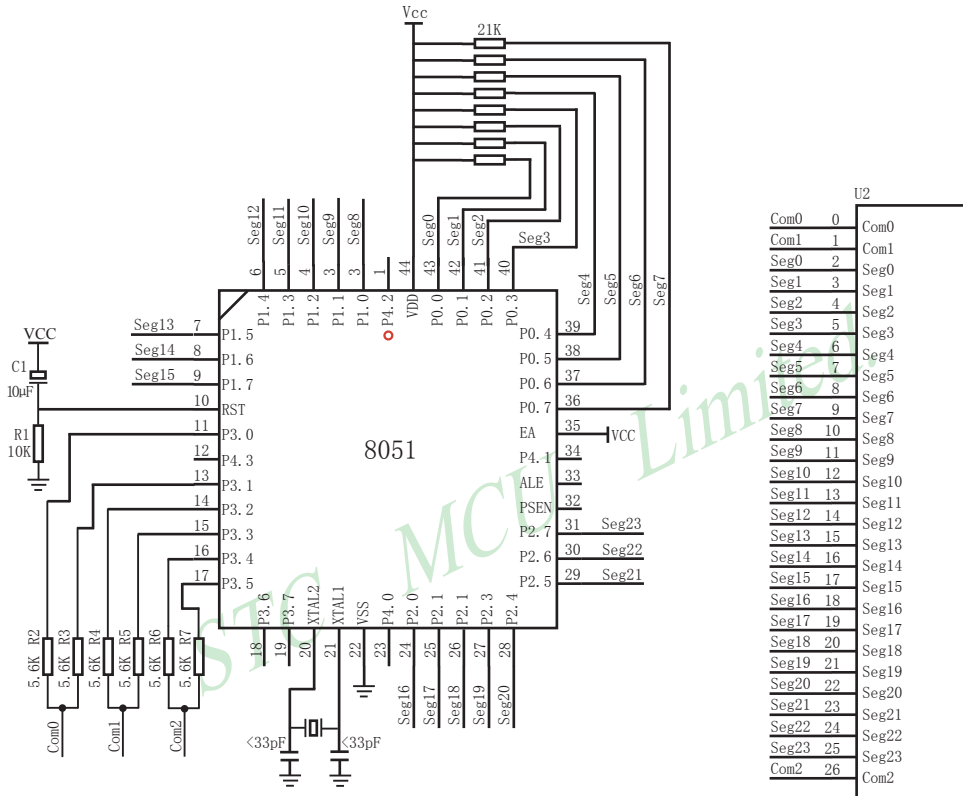 Vcc
21K
Seg12
Seg11
Seg10
Seg9
Seg8
Seg0
Seg1
Seg2
Seg3
Seg4
Seg5
Seg6
Seg7
6
5
4
3
3
1
44
43
42
41
40
P1.4
P1.3
P1.2
P1.1
P1.0
P4.2
VDD
P0.0
P0.1
P0.2
P0.3
VCC
C1
10μF
R1
10K
Seg13 7 P1.5
Seg14 8 P1.6
Seg15 9 P1.7
10 RST
11 P3.0
12 P4.3
13 P3.1
14 P3.2
15 P3.3
16 P3.4
17 P3.5
8051
P0.4 39
P0.5 38
P0.6 37
P0.7 36
EA 35 VCC
P4.1 34
ALE 33
PSEN 32
P2.7 31 Seg23
P2.6 30 Seg22
P2.5 29 Seg21
P3.6
P3.7
XTAL2
XTAL1
VSS
P4.0
P2.0
P2.1
P2.1
P2.3
P2.4
18
19
20
21
22
23
24
25
26
27
28
Seg16
Seg17
Seg18
Seg19
Seg20
5.6K R2
5.6K R3
5.6K R4
5.6K R5
5.6K R6
5.6K R7
Com0
Com1
Com2
<33pF
<33pF
STC MCU Limited.
U2
Com0 0 Com0
Com1 1 Com1
Seg0 2 Seg0
Seg1 3 Seg1
Seg2 4 Seg2
Seg3 5 Seg3
Seg4 6 Seg4
Seg5 7 Seg5
Seg6 8 Seg6
Seg7 9 Seg7
Seg8 10 Seg8
Seg9 11 Seg9
Seg10 12 Seg10
Seg11 13 Seg11
Seg12 14 Seg12
Seg13 15 Seg13
Seg14 16 Seg14
Seg15 17 Seg15
Seg16 18 Seg16
Seg17 19 Seg17
Seg18 20 Seg18
Seg19 21 Seg19
Seg20 22 Seg20
Seg21 23 Seg21
Seg22 24 Seg22
Seg23 25 Seg23
Com2 26 Com2